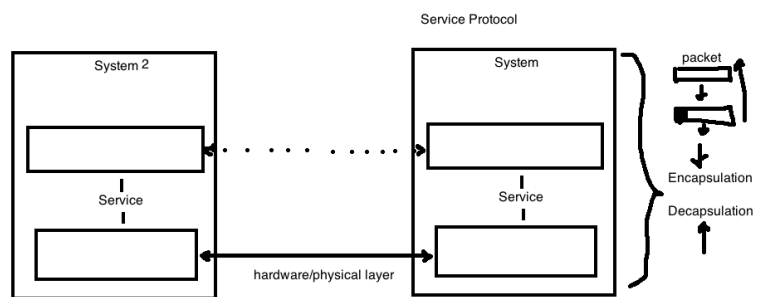 Service Protocol
System 2
System
packet
Service
Service
Encapsulation
Decapsulation
hardware/physical layer